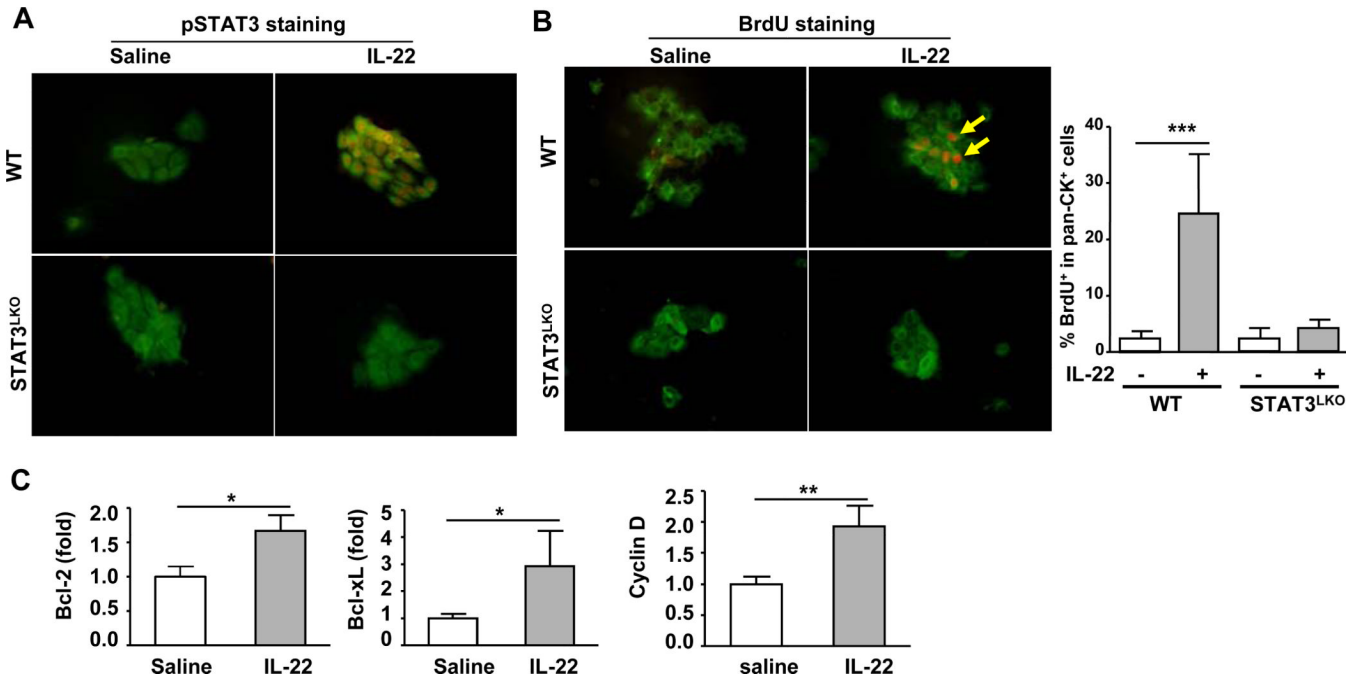 A
pSTAT3 staining
Saline IL-22
WT
STAT3LKO
B
BrdU staining
Saline IL-22
WT
STAT3LKO
% BrdU+ in pan-CK+ cells
40
30
20
10
0
***
IL-22 - + - +
WT STAT3LKO
C
Bcl-2 (fold)
2.0
1.5
1.0
0.5
0.0
*
Saline IL-22
Bcl-xL (fold)
5
4
3
2
1
0
*
Saline IL-22
Cyclin D
2.5
2.0
1.5
1.0
0.5
0.0
**
saline IL-22